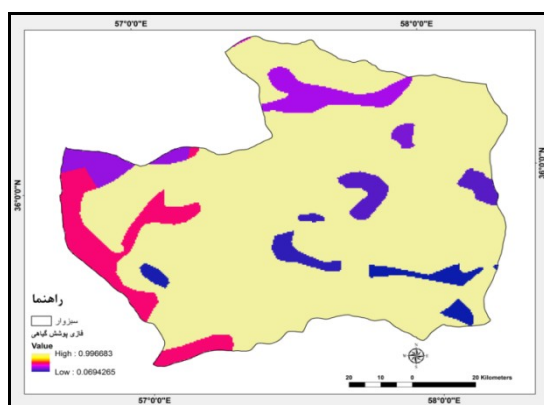 57°0'0"E 58°0'0"E
36°0'0"N 36°0'0"N
راهنما
سبزوار
فازی پوشش گیاهی
Value
High : 0.996683
Low : 0.0694265
20 10 5 0 20 Kilometers
57°0'0"E 58°0'0"E